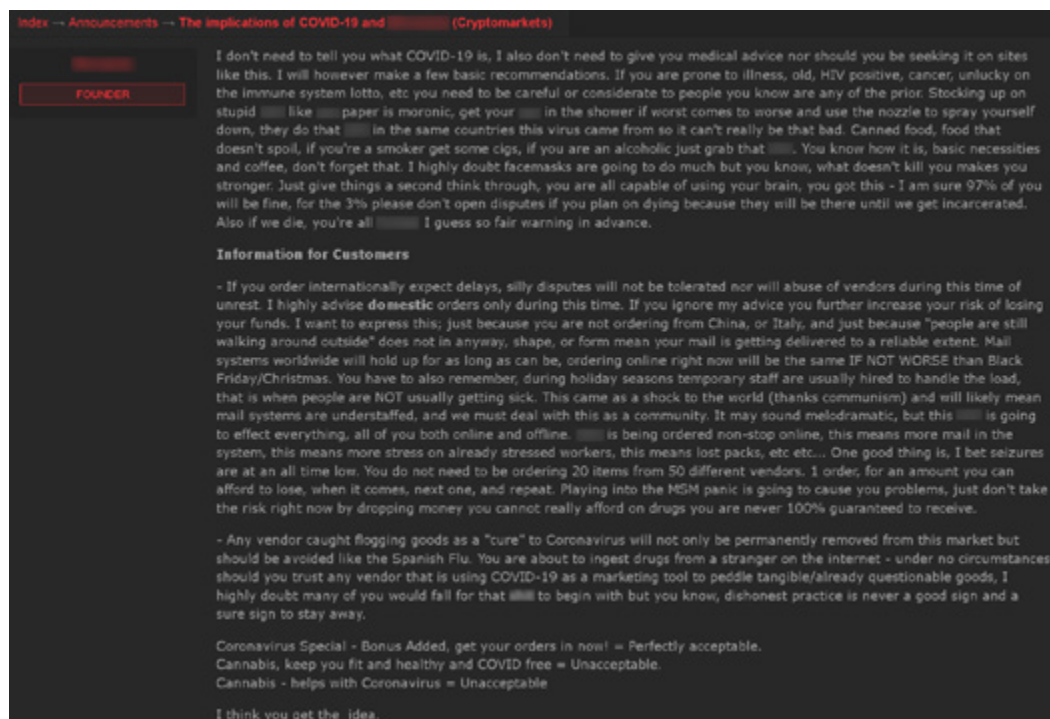 Index → Announcements → The implications of COVID-19 and (Cryptomarkets)
FOUNDER
I don't need to tell you what COVID-19 is, I also don't need to give you medical advice nor should you be seeking it on sites
like this. I will however make a few basic recommendations. If you are prone to illness, old, HIV positive, cancer, unlucky on
the immune system lotto, etc you need to be careful or considerate to people you know are any of the prior. Stocking up on
stupid like paper is moronic, get your in the shower if worst comes to worse and use the nozzle to spray yourself
down, they do that in the same countries this virus came from so it can't really be that bad. Canned food, food that
doesn't spoil, if you're a smoker get some cigs, if you are an alcoholic just grab that . You know how it is, basic necessities
and coffee, don't forget that. I highly doubt facemasks are going to do much but you know, what doesn't kill you makes you
stronger. Just give things a second think through, you are all capable of using your brain, you got this - I am sure 97% of you
will be fine, for the 3% please don't open disputes if you plan on dying because they will be there until we get incarcerated.
Also if we die, you're all I guess so fair warning in advance.
Information for Customers
- If you order internationally expect delays, silly disputes will not be tolerated nor will abuse of vendors during this time of
unrest. I highly advise domestic orders only during this time. If you ignore my advice you further increase your risk of losing
your funds. I want to express this; just because you are not ordering from China, or Italy, and just because "people are still
walking around outside" does not in anyway, shape, or form mean your mail is getting delivered to a reliable extent. Mail
systems worldwide will hold up for as long as can be, ordering online right now will be the same IF NOT WORSE than Black
Friday/Christmas. You have to also remember, during holiday seasons temporary staff are usually hired to handle the load,
that is when people are NOT usually getting sick. This came as a shock to the world (thanks communism) and will likely mean
mail systems are understaffed, and we must deal with this as a community. It may sound melodramatic, but this is going
to effect everything, all of you both online and offline. is being ordered non-stop online, this means more mail in the
system, this means more stress on already stressed workers, this means lost packs, etc etc... One good thing is, I bet seizures
are at an all time low. You do not need to be ordering 20 items from 50 different vendors. 1 order, for an amount you can
afford to lose, when it comes, next one, and repeat. Playing into the MSM panic is going to cause you problems, just don't take
the risk right now by dropping money you cannot really afford on drugs you are never 100% guaranteed to receive.
- Any vendor caught flogging goods as a "cure" to Coronavirus will not only be permanently removed from this market but
should be avoided like the Spanish Flu. You are about to ingest drugs from a stranger on the internet - under no circumstances
should you trust any vendor that is using COVID-19 as a marketing tool to peddle tangible/already questionable goods, I
highly doubt many of you would fall for that to begin with but you know, dishonest practice is never a good sign and a
sure sign to stay away.
Coronavirus Special - Bonus Added, get your orders in now! = Perfectly acceptable.
Cannabis, keep you fit and healthy and COVID free = Unacceptable.
Cannabis - helps with Coronavirus = Unacceptable
I think you get the idea.